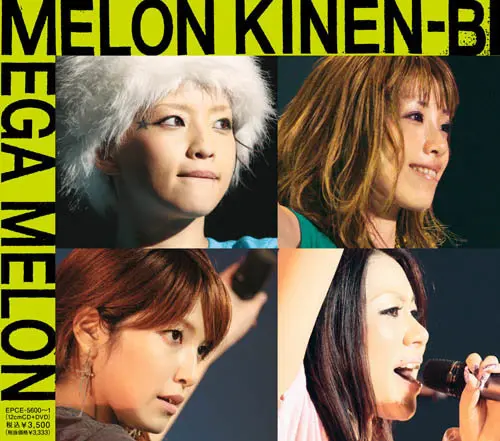 MELON KINEN-BI
MEGA MELON
EPCE-5600~1
(12cmCD+DVD)
税込¥3,500
(税抜価格¥3,333)